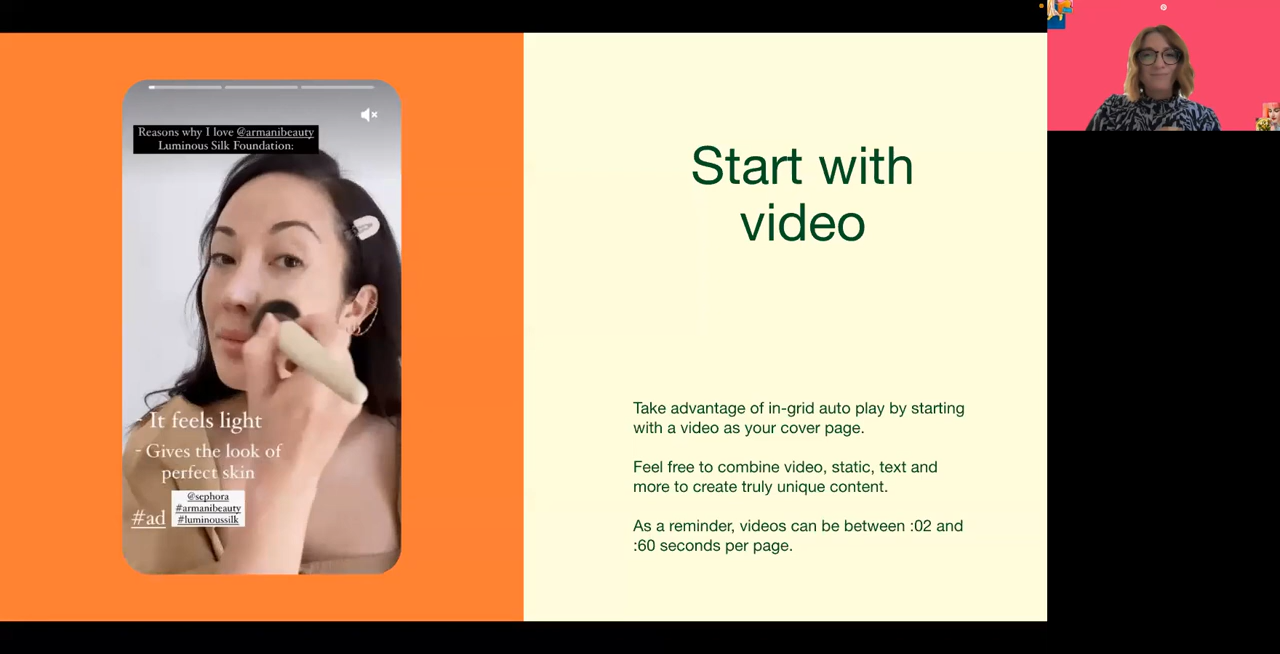 Reasons why I love @armanibeauty
Luminous Silk Foundation:
- It feels light
- Gives the look of
perfect skin
#ad
@sephora
#armanibeauty
#luminoussilk
Start with
video
Take advantage of in-grid auto play by starting
with a video as your cover page.
Feel free to combine video, static, text and
more to create truly unique content.
As a reminder, videos can be between :02 and
:60 seconds per page.